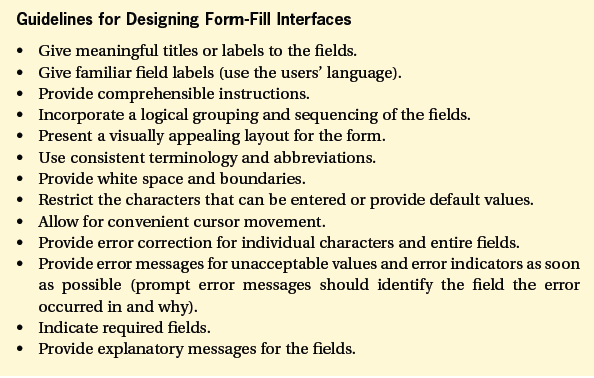 Guidelines for Designing Form-Fill Interfaces
• Give meaningful titles or labels to the fields.
• Give familiar field labels (use the users’ language).
• Provide comprehensible instructions.
• Incorporate a logical grouping and sequencing of the fields.
• Present a visually appealing layout for the form.
• Use consistent terminology and abbreviations.
• Provide white space and boundaries.
• Restrict the characters that can be entered or provide default values.
• Allow for convenient cursor movement.
• Provide error correction for individual characters and entire fields.
• Provide error messages for unacceptable values and error indicators as soon
as possible (prompt error messages should identify the field the error
occurred in and why).
• Indicate required fields.
• Provide explanatory messages for the fields.